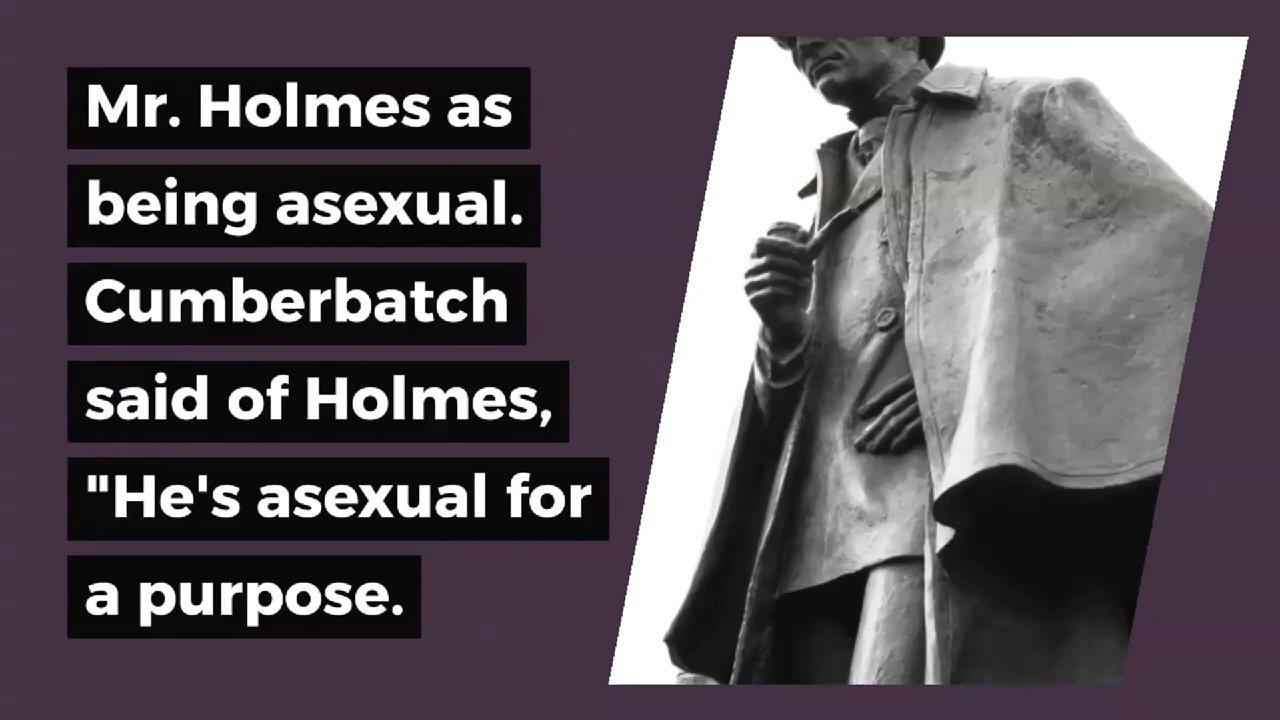 Mr. Holmes as
being asexual.
Cumberbatch
said of Holmes,
"He's asexual for
a purpose.